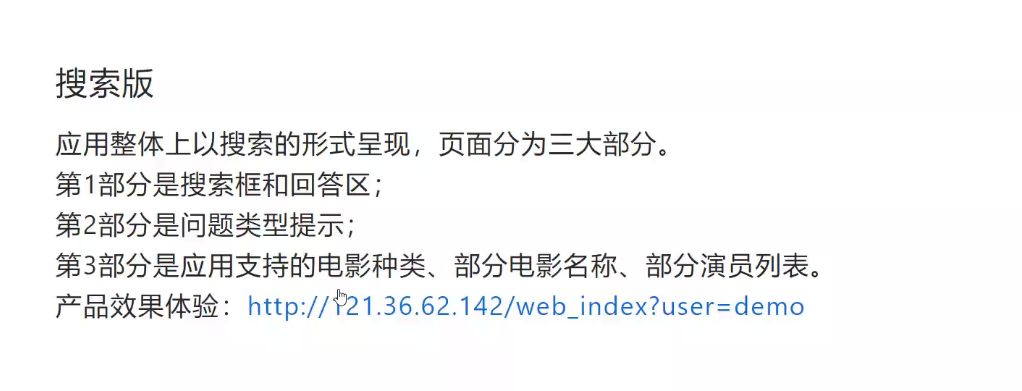 搜索版
应用整体上以搜索的形式呈现，页面分为三大部分。
第1部分是搜索框和回答区；
第2部分是问题类型提示；
第3部分是应用支持的电影种类、部分电影名称、部分演员列表。
产品效果体验：http://121.36.62.142/web_index?user=demo